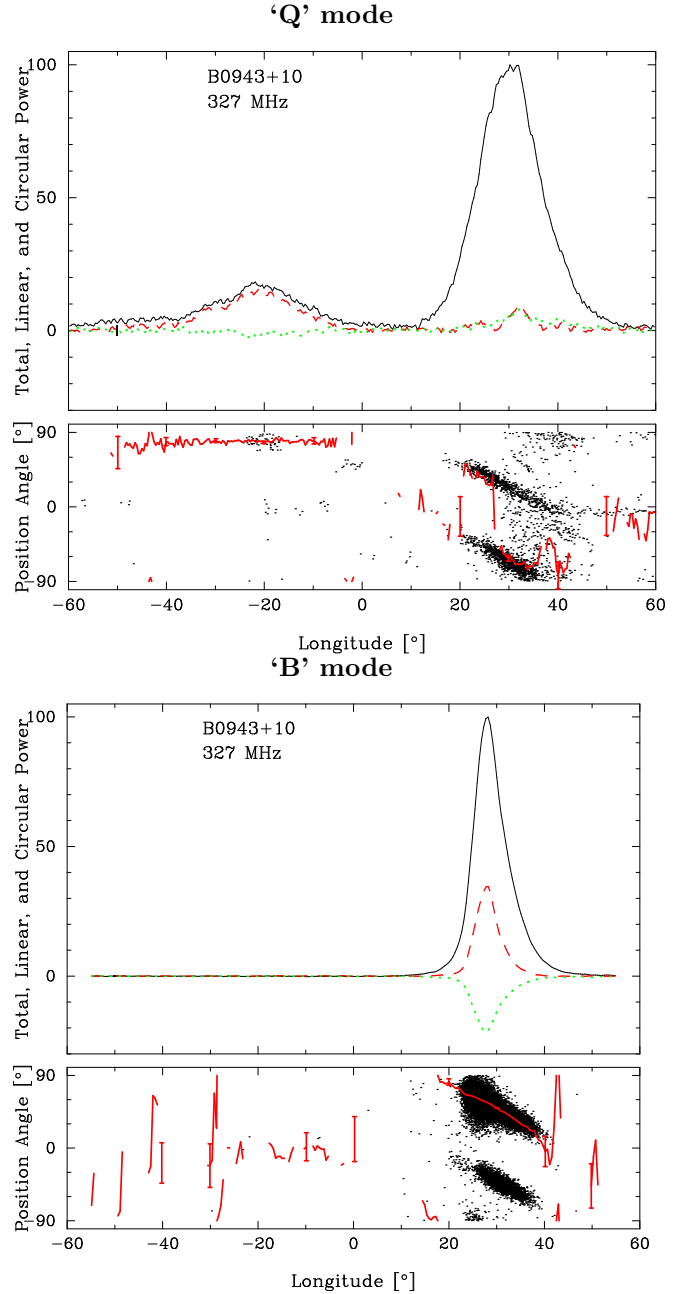 ‘Q’ mode
Total, Linear, and Circular Power
100
50
0
B0943+10
327 MHz
Position Angle [°]
90
0
−90
−60 −40 −20 0 20 40 60
Longitude [°]
‘B’ mode
Total, Linear, and Circular Power
100
50
0
B0943+10
327 MHz
Position Angle [°]
90
0
−90
−60 −40 −20 0 20 40 60
Longitude [°]